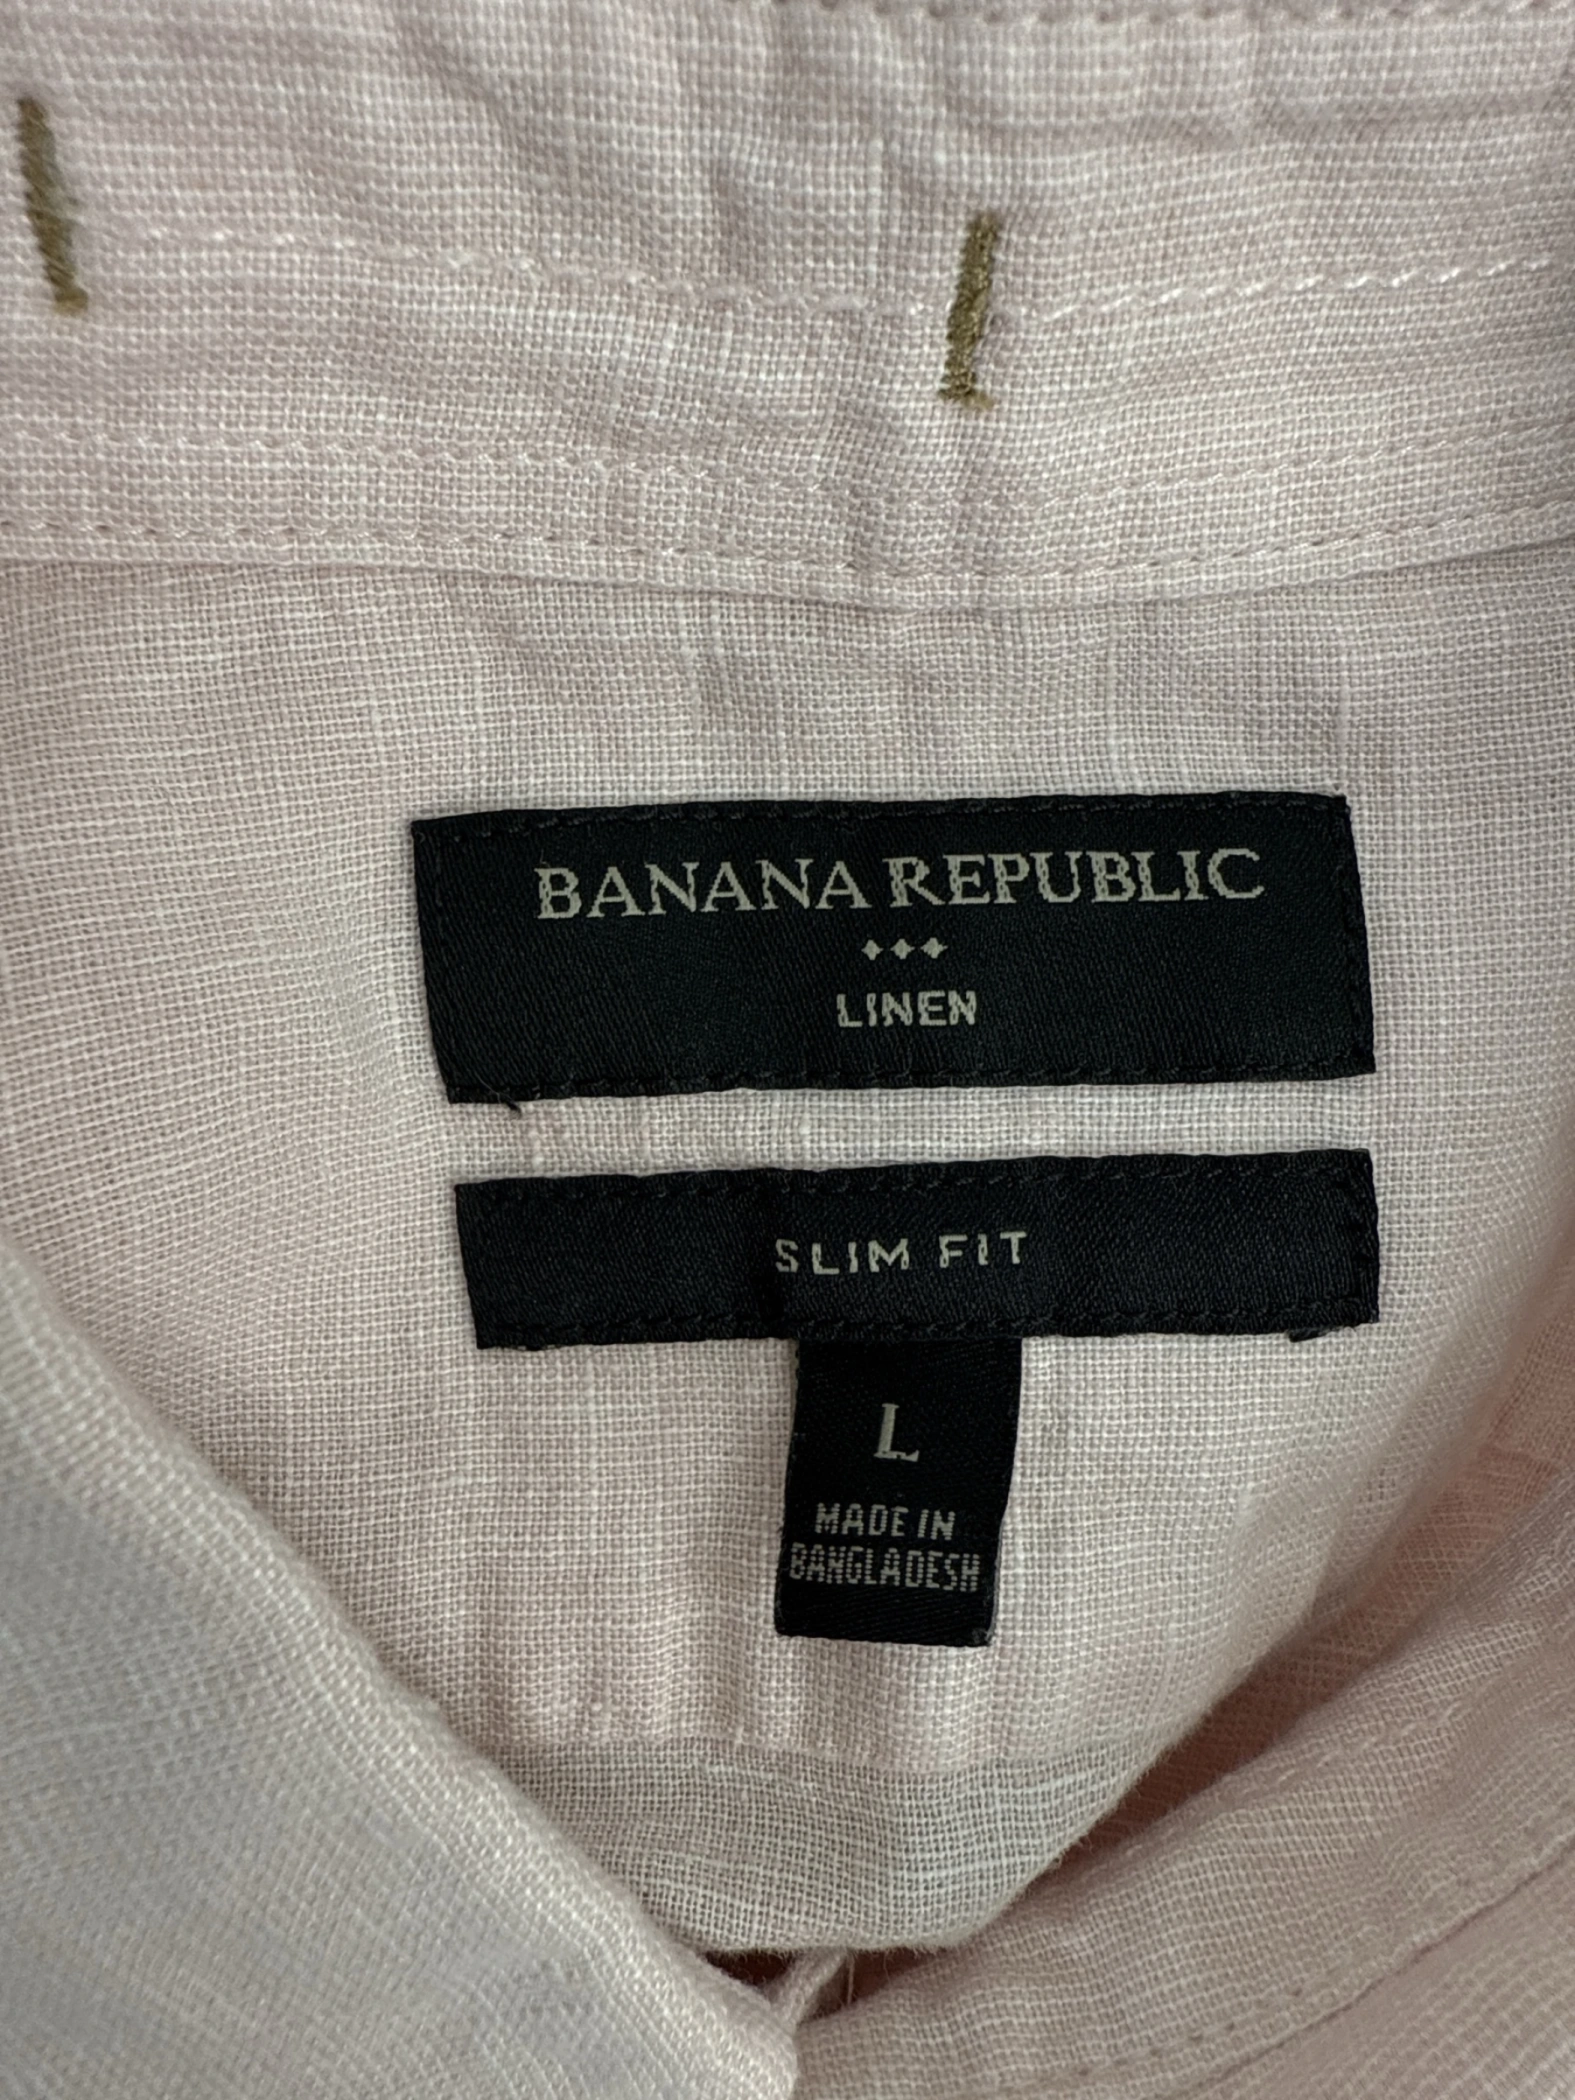 BANANA REPUBLIC
LINEN
SLIM FIT
L
MADE IN
BANGLADESH